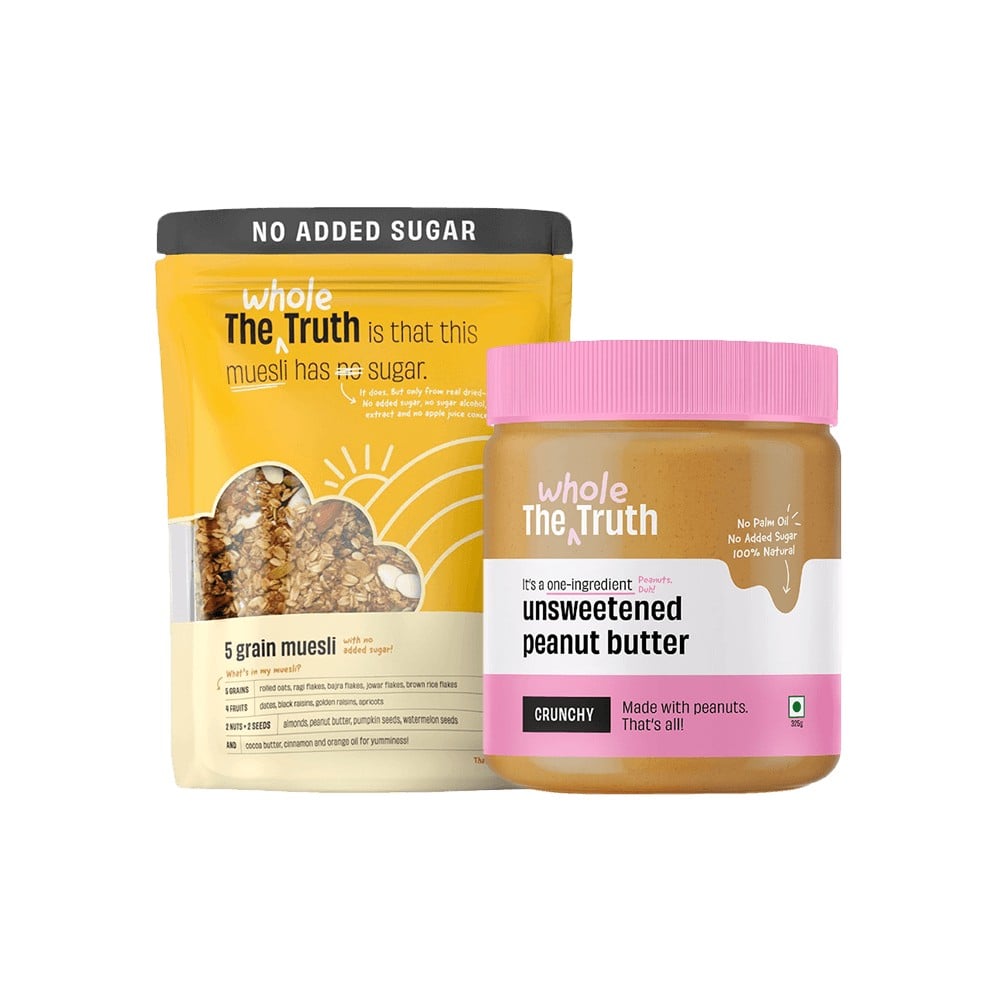 NO ADDED SUGAR
whole
The Truth is that this
muesli has no sugar.
It does. But only from real dried-
No added sugar, no sugar alcohol,
extract and no apple juice conce
5 grain muesli
with no
added sugar!
What's in my muesli?
5 GRAINS rolled oats, ragi flakes, bajra flakes, jowar flakes, brown rice flakes
4 FRUITS dates, black raisins, golden raisins, apricots
2 NUTS + 2 SEEDS almonds, peanut butter, pumpkin seeds, watermelon seeds
AND cocoa butter, cinnamon and orange oil for yumminess!
whole
The Truth
No Palm Oil
No Added Sugar
100% Natural
It's a one-ingredient
Peanuts.
Duh!
unsweetened
peanut butter
CRUNCHY
Made with peanuts.
That's all!
325g